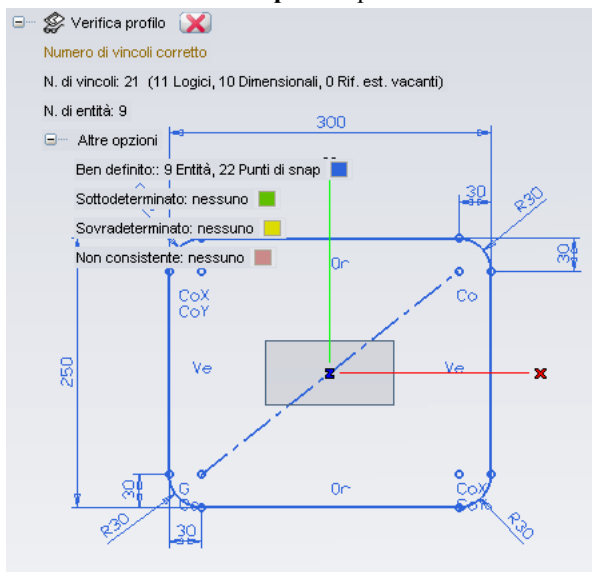 Verifica profilo
Numero di vincoli corretto
N. di vincoli: 21 (11 Logici, 10 Dimensionali, 0 Rif. est. vacanti)
N. di entità: 9
Altre opzioni
300
Ben definito:: 9 Entità, 22 Punti di snap
Sottodeterminato: nessuno
30
R30
Sovradeterminato: nessuno
Non consistente: nessuno
Or
30
CoX
Co
CoY
Ve
Ve
250
Z
X
30
G
Or
CoX
R30
30
R30